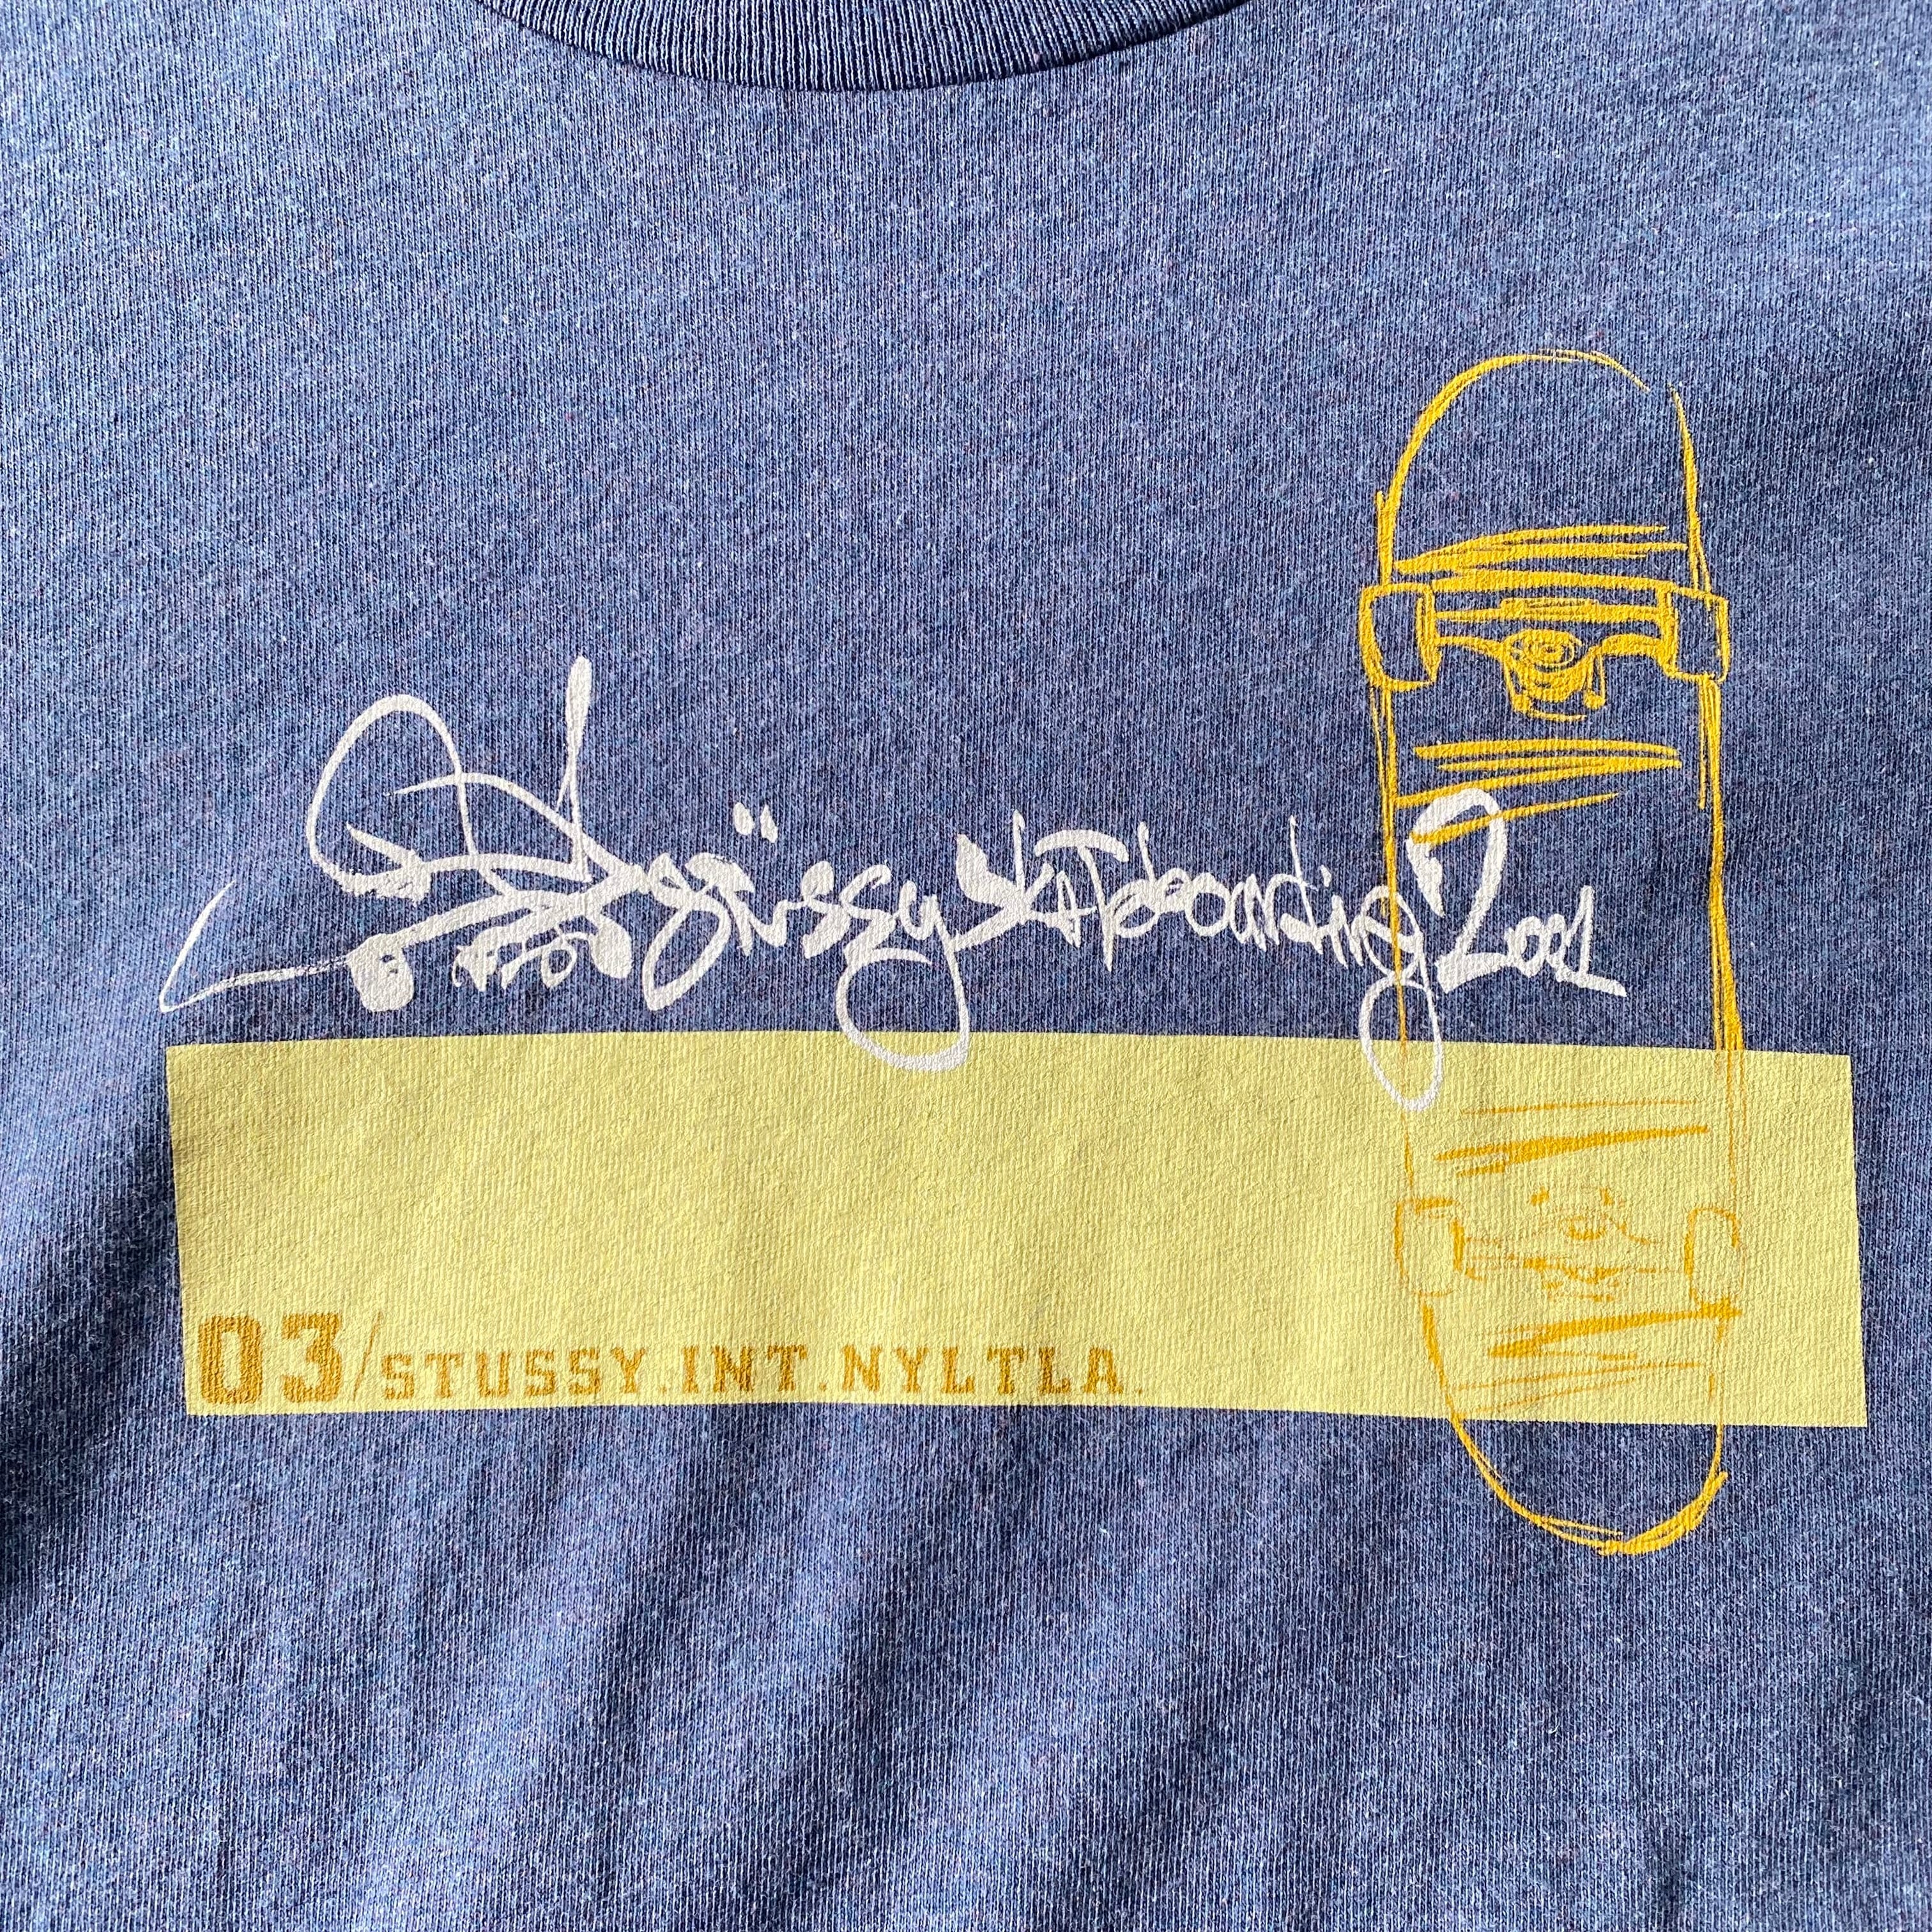 stüssy skATeboarding 2001
03/STUSSY.INT.NYLTLA.